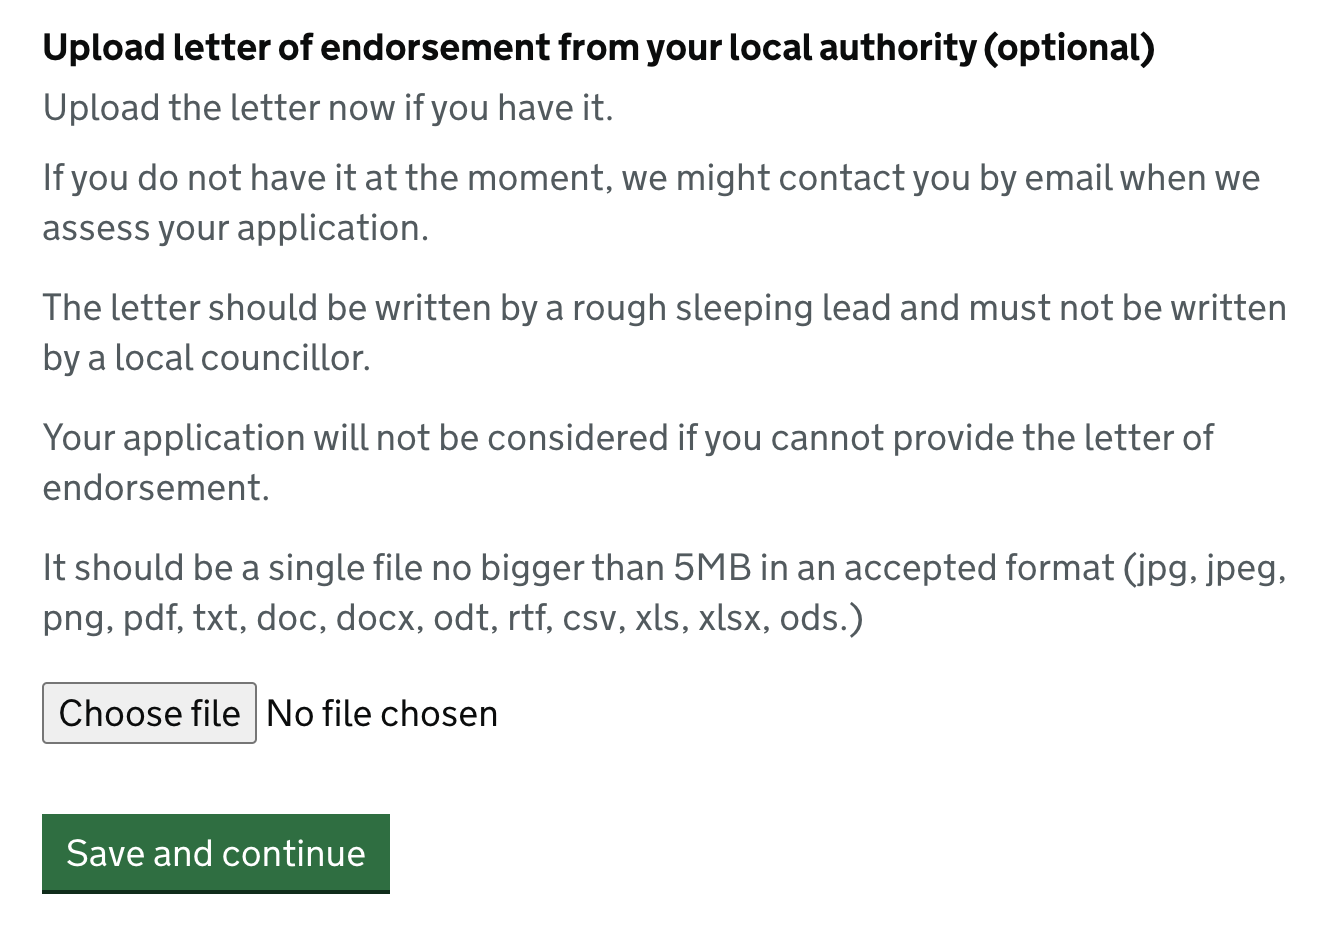 Upload letter of endorsement from your local authority (optional)
Upload the letter now if you have it.
If you do not have it at the moment, we might contact you by email when we
assess your application.
The letter should be written by a rough sleeping lead and must not be written
by a local councillor.
Your application will not be considered if you cannot provide the letter of
endorsement.
It should be a single file no bigger than 5MB in an accepted format (jpg, jpeg,
png, pdf, txt, doc, docx, odt, rtf, csv, xls, xlsx, ods.)
Choose file No file chosen
Save and continue